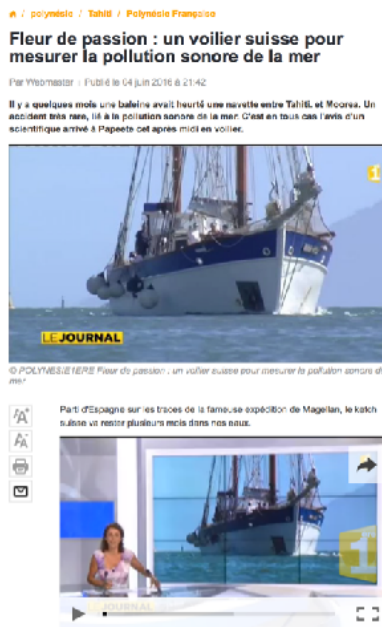 / polynésie / Tahiti / Polynésie Française
Fleur de passion : un voilier suisse pour
mesurer la pollution sonore de la mer
Par Webmaster | Publié le 04 juin 2016 à 21:42
Il y a quelques mois une baleine avait heurté une navette entre Tahiti, et Moorea. Un
accident très rare, lié à la pollution sonore de la mer. C'est en tous cas l'avis d'un
scientifique arrivé à Papeete cet après midi en voilier.
1
LE JOURNAL
© POLYNESIE1ERE Fleur de passion : un voilier suisse pour mesurer la pollution sonore de la
mer
Parti d'Espagne sur les traces de la fameuse expédition de Magellan, le ketch
suisse va rester plusieurs mois dans nos eaux.
A+
A-
1
LE JOURNAL